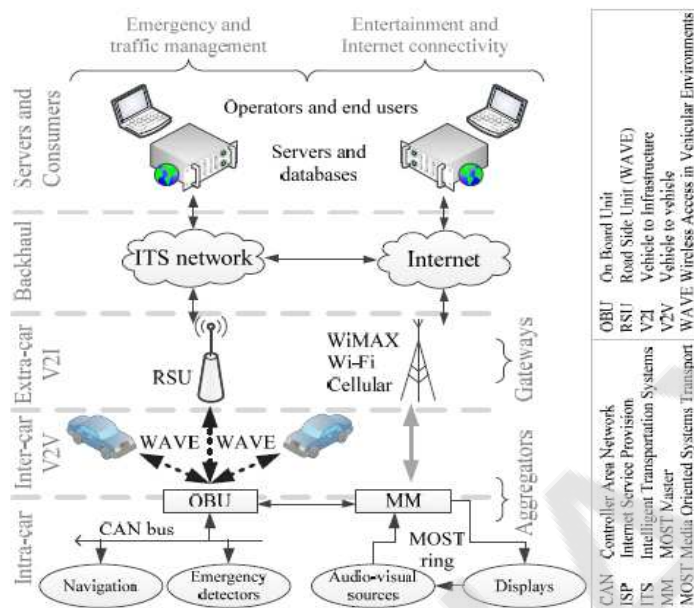 Emergency and
traffic management
Entertainment and
Internet connectivity
Servers and
Consumers
Operators and end users
Servers and
databases
Backhaul
ITS network
Internet
Extra-car
V2I
RSU
WiMAX
Wi-Fi
Cellular
Gateways
Inter-car
V2V
WAVE
WAVE
OBU
MM
Aggregators
Intra-car
CAN bus
MOST
ring
Navigation
Emergency
detectors
Audio-visual
sources
Displays
OBU On Board Unit
RSU Road Side Unit (WAVE)
V2I Vehicle to Infrastructure
V2V Vehicle to vehicle
WAVE Wireless Access in Venicular Environments
CAN Controller Area Network
ISP Internet Service Provision
ITS Intelligent Transportation Systems
MM MOST Master
MOST Media Oriented Systems Transport